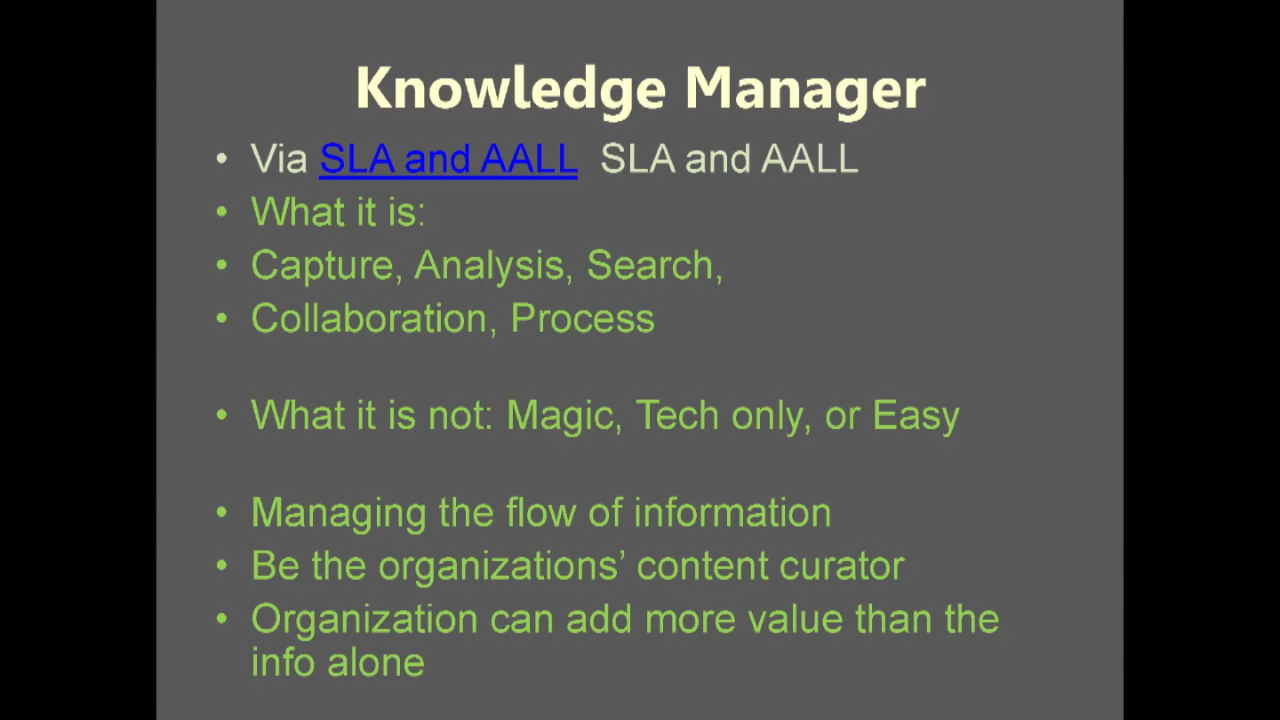 Knowledge Manager
• Via SLA and AALL SLA and AALL
• What it is:
• Capture, Analysis, Search,
• Collaboration, Process
• What it is not: Magic, Tech only, or Easy
• Managing the flow of information
• Be the organizations’ content curator
• Organization can add more value than the
info alone